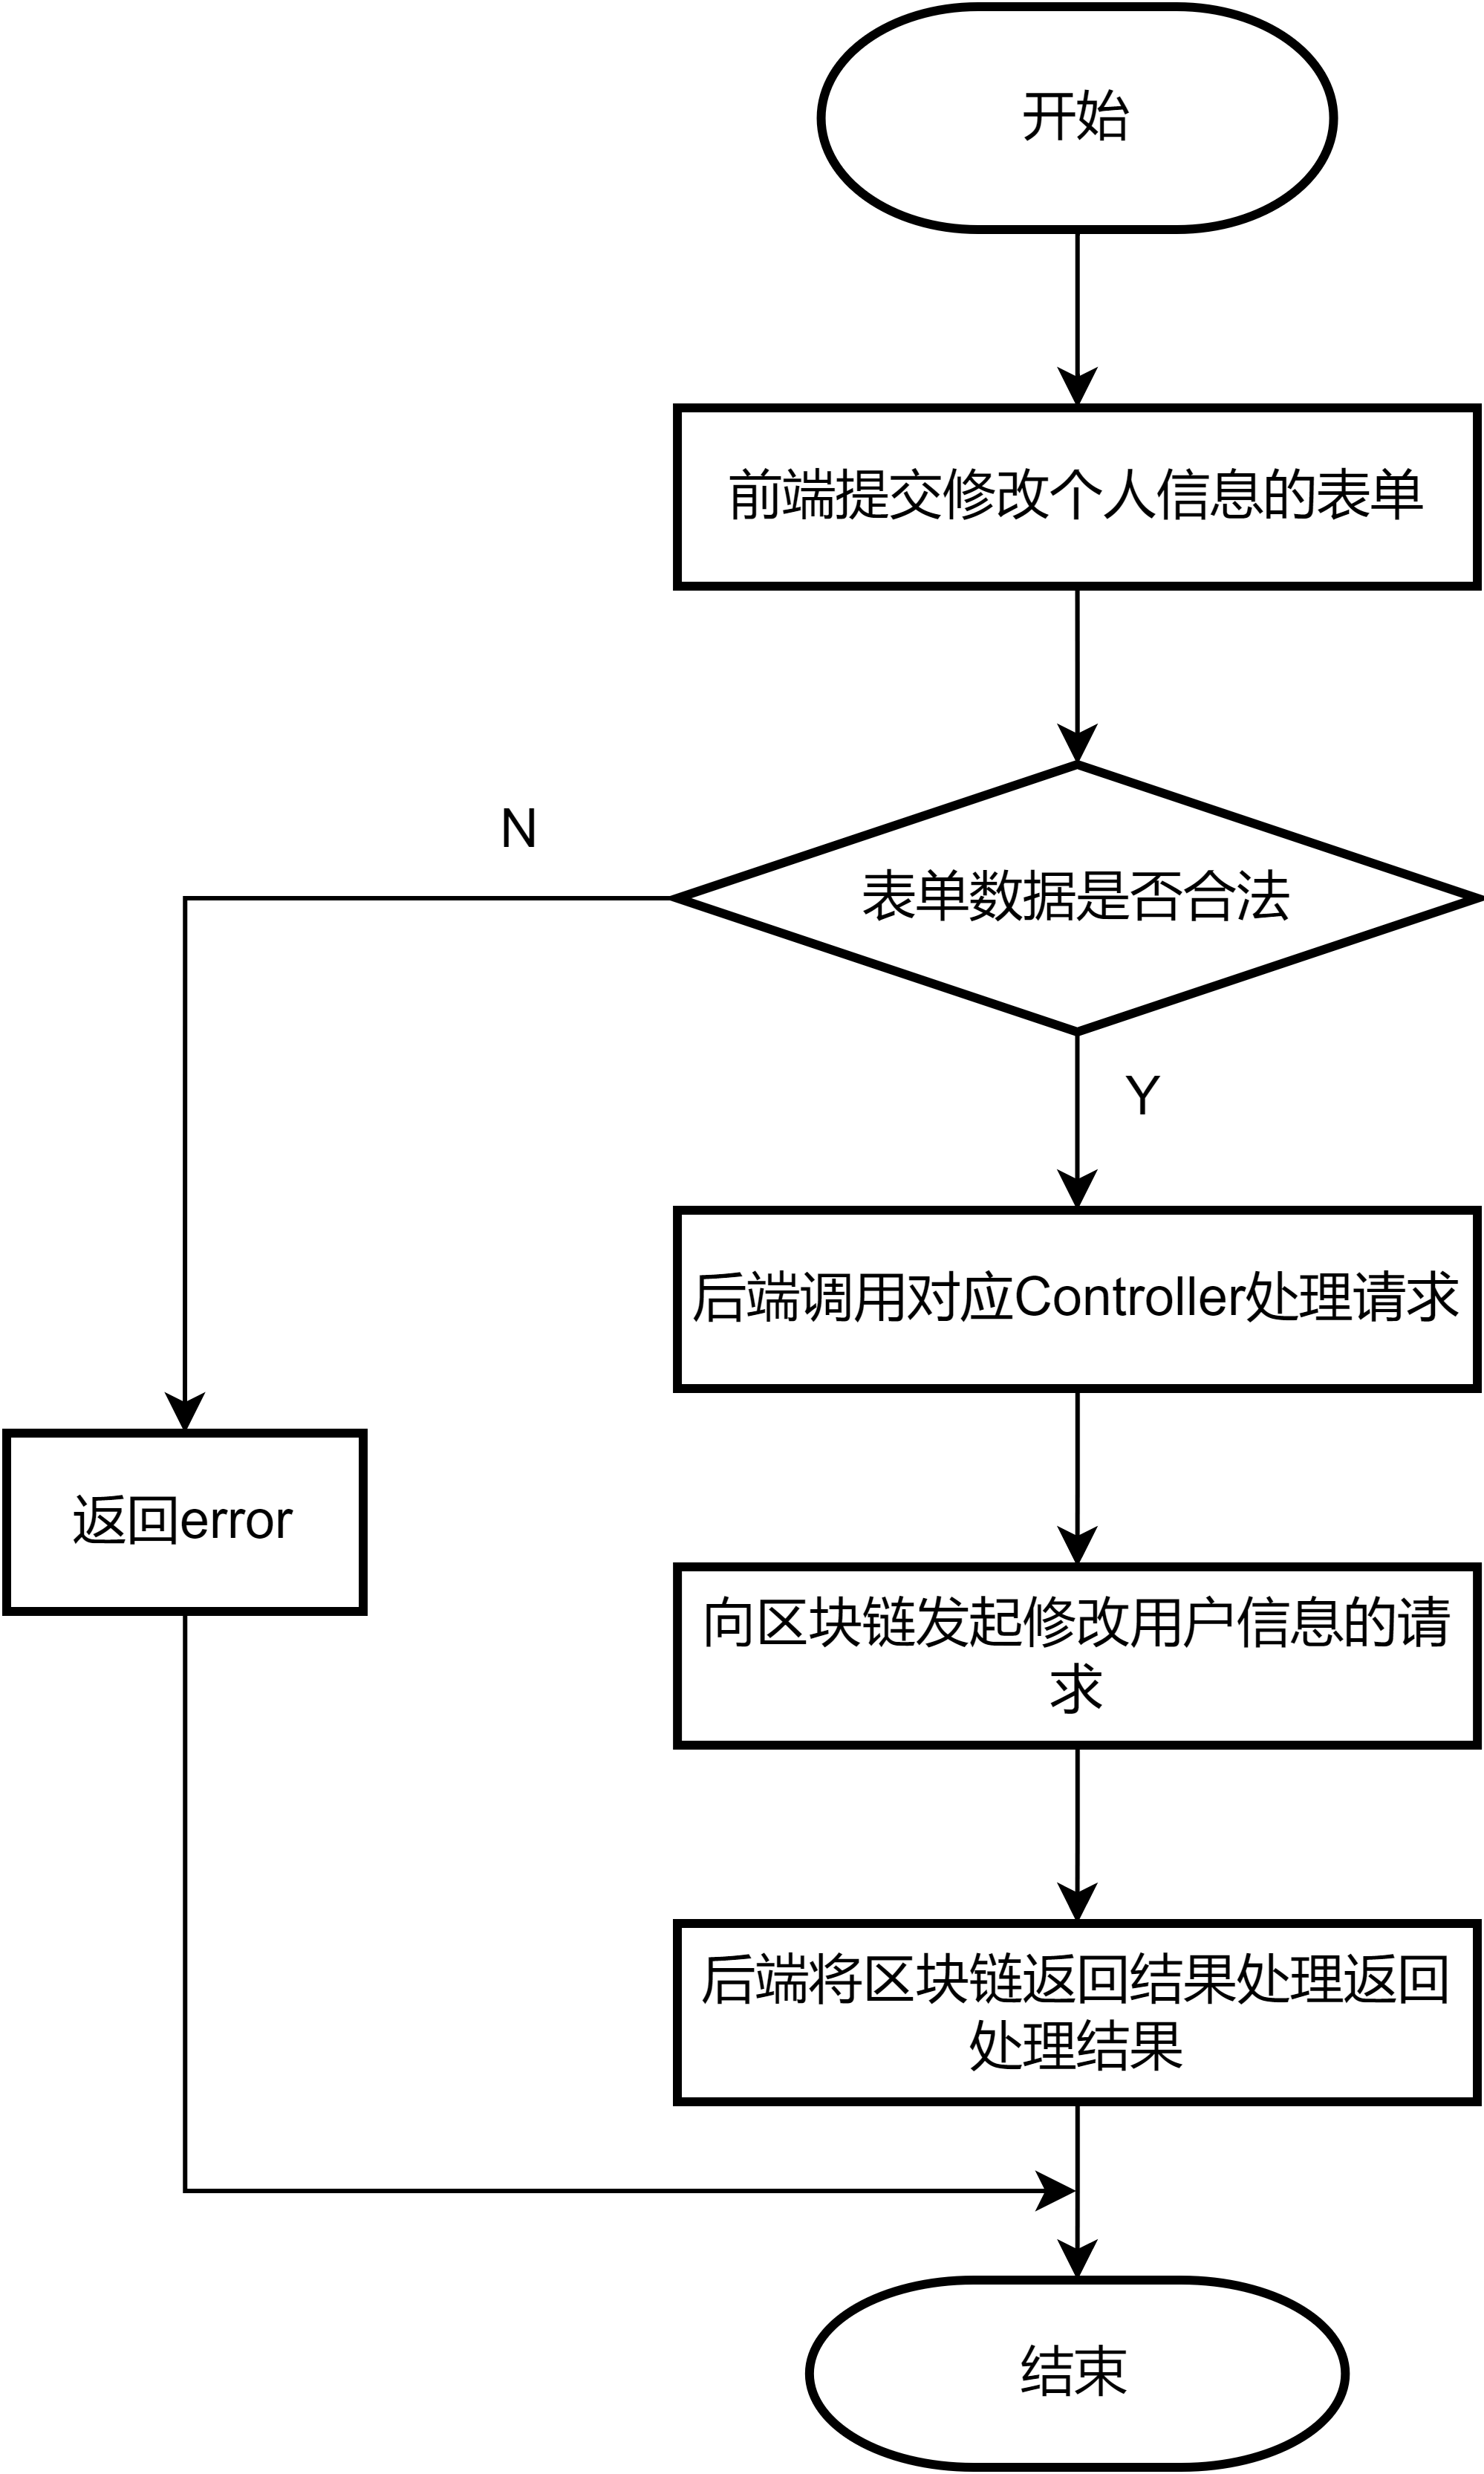 开始
前端提交修改个人信息的表单
N
表单数据是否合法
Y
后端调用对应Controller处理请求
返回error
向区块链发起修改用户信息的请
求
后端将区块链返回结果处理返回
处理结果
结束